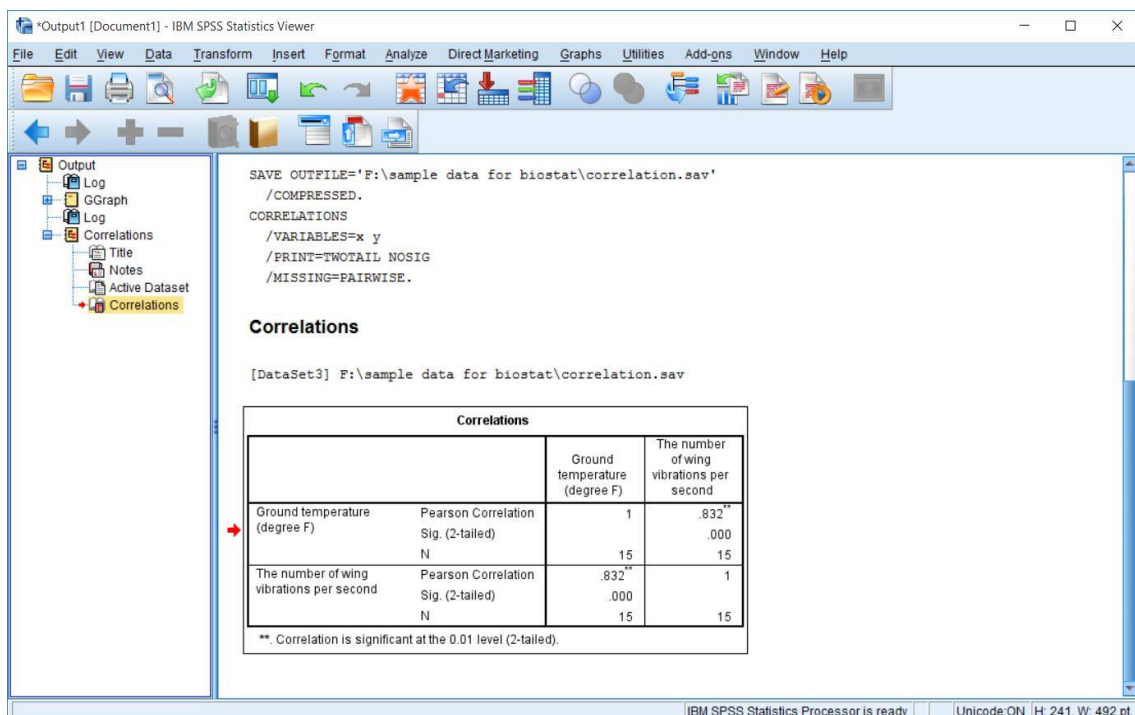 *Output1 [Document1] - IBM SPSS Statistics Viewer
File Edit View Data Transform Insert Format Analyze Direct Marketing Graphs Utilities Add-ons Window Help
Output
Log
GGraph
Log
Correlations
Title
Notes
Active Dataset
Correlations
SAVE OUTFILE='F:\sample data for biostat\correlation.sav'
/COMPRESSED.
CORRELATIONS
/VARIABLES=x y
/PRINT=TWOTAIL NOSIG
/MISSING=PAIRWISE.
Correlations
[DataSet3] F:\sample data for biostat\correlation.sav
Correlations
Ground
temperature
(degree F)
The number
of wing
vibrations per
second
Ground temperature
(degree F)
Pearson Correlation 1 .832**
Sig. (2-tailed) .000
N 15 15
The number of wing
vibrations per second
Pearson Correlation .832** 1
Sig. (2-tailed) .000
N 15 15
**. Correlation is significant at the 0.01 level (2-tailed).
IBM SPSS Statistics Processor is ready Unicode:ON H: 241, W: 492 pt.